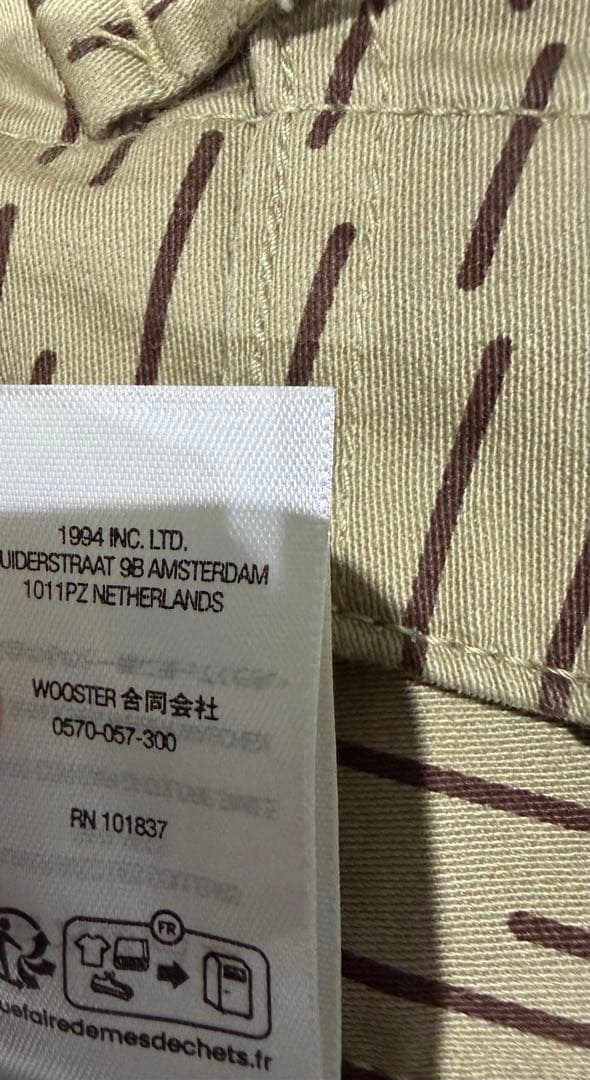 1994 INC. LTD,
UIDERSTRAAT 9B AMSTERDAM
1011PZ NETHERLANDS
WOOSTER 合同会社
0570-057-300
RN 101837
FR
uefairedemesdechets.fr